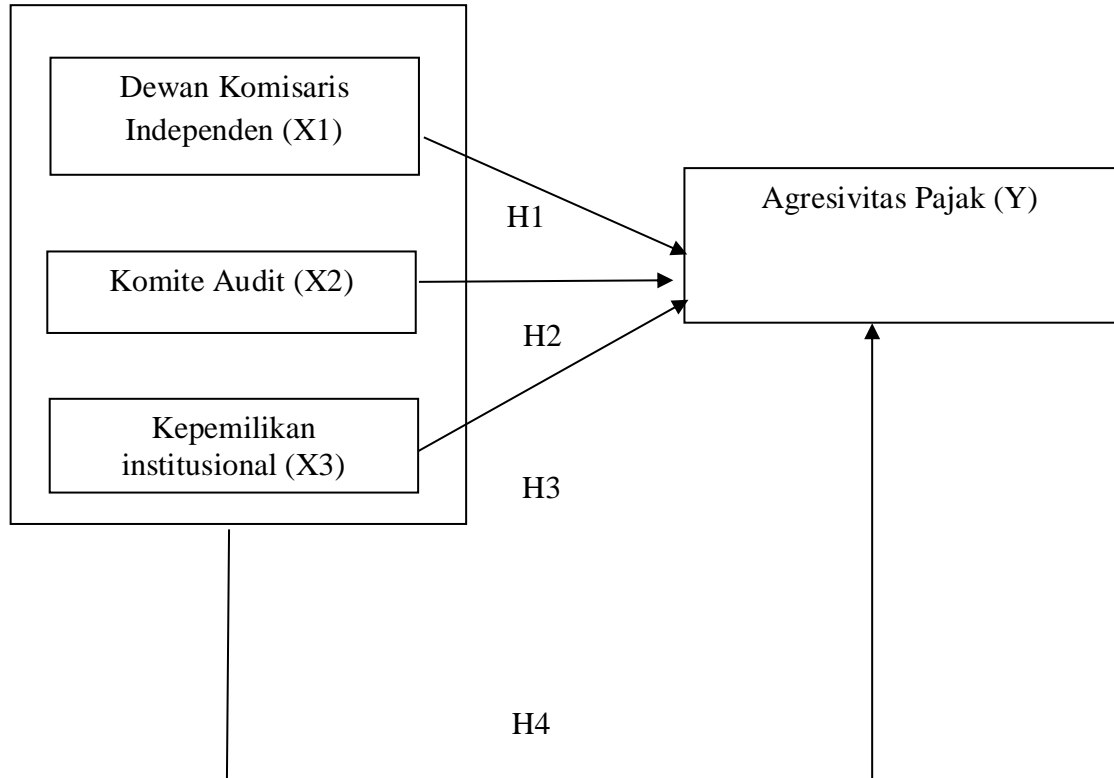 Dewan Komisaris
Independen (X1)
Agresivitas Pajak (Y)
H1
Komite Audit (X2)
H2
Kepemilikan
institusional (X3)
H3
H4